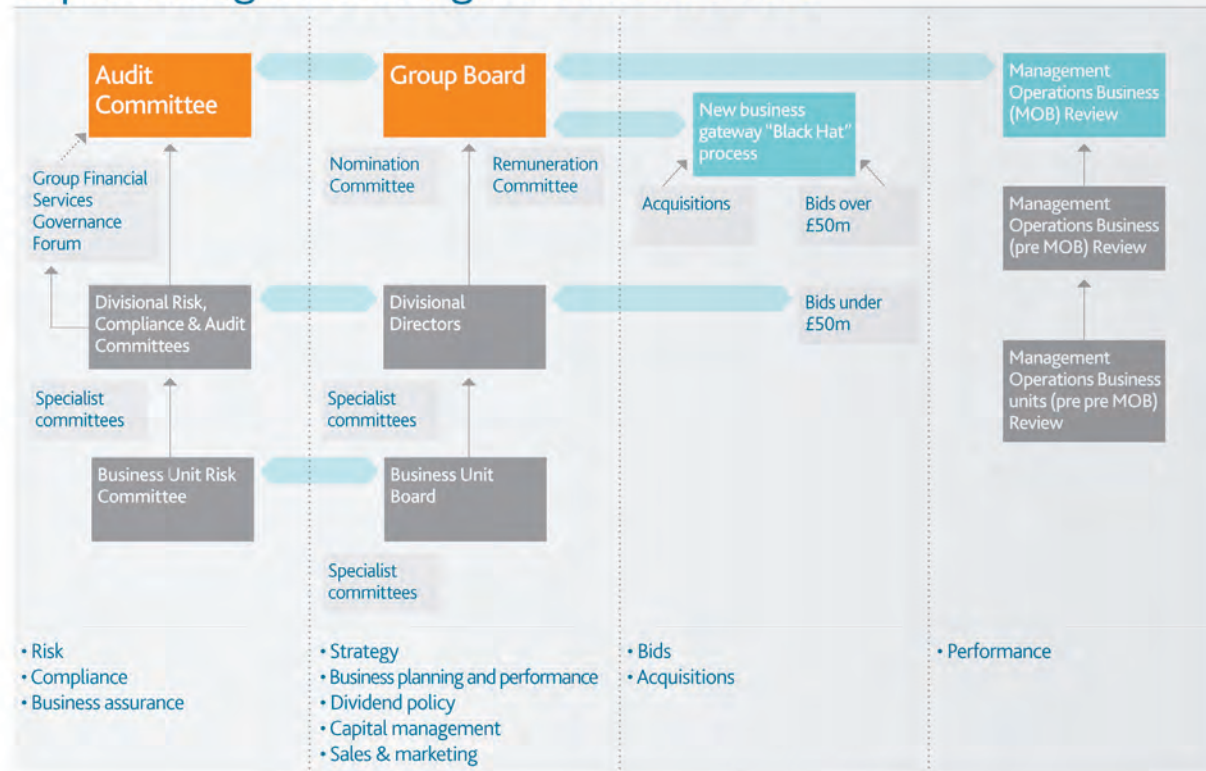 Audit
Committee
Group Board
Management
Operations Business
(MOB) Review
New business
gateway "Black Hat"
process
Group Financial
Services
Governance
Forum
Nomination
Committee
Remuneration
Committee
Acquisitions
Bids over
£50m
Management
Operations Business
(pre MOB) Review
Divisional Risk,
Compliance & Audit
Committees
Divisional
Directors
Bids under
£50m
Management
Operations Business
units (pre pre MOB)
Review
Specialist
committees
Specialist
committees
Business Unit Risk
Committee
Business Unit
Board
Specialist
committees
• Risk
• Compliance
• Business assurance
• Strategy
• Business planning and performance
• Dividend policy
• Capital management
• Sales & marketing
• Bids
• Acquisitions
• Performance